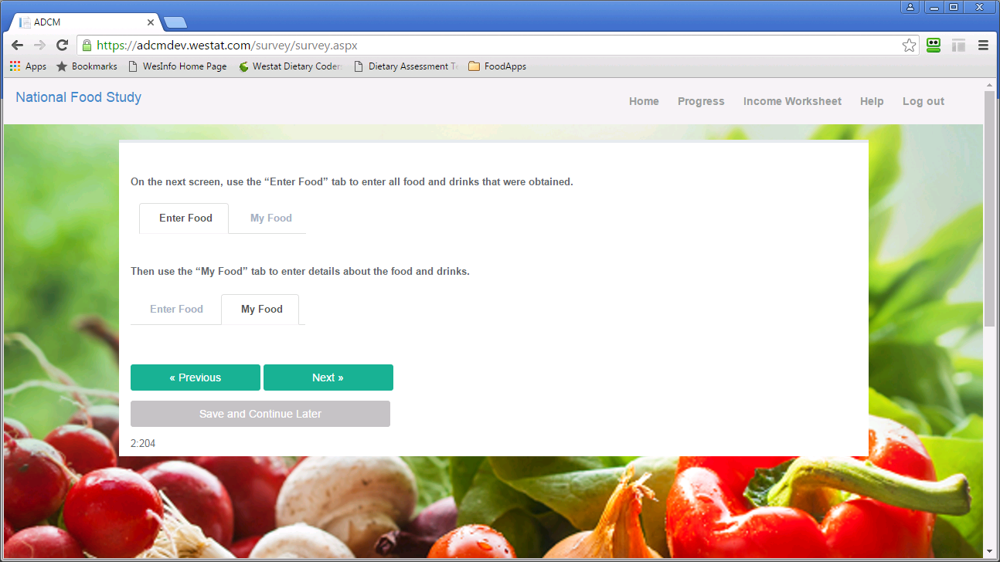 ADCM
https://adcmdev.westat.com/survey/survey.aspx
Apps Bookmarks WesInfo Home Page Westat Dietary Coder Dietary Assessment T FoodApps
National Food Study
Home Progress Income Worksheet Help Log out
On the next screen, use the “Enter Food” tab to enter all food and drinks that were obtained.
Enter Food My Food
Then use the “My Food” tab to enter details about the food and drinks.
Enter Food My Food
« Previous Next »
Save and Continue Later
2:204